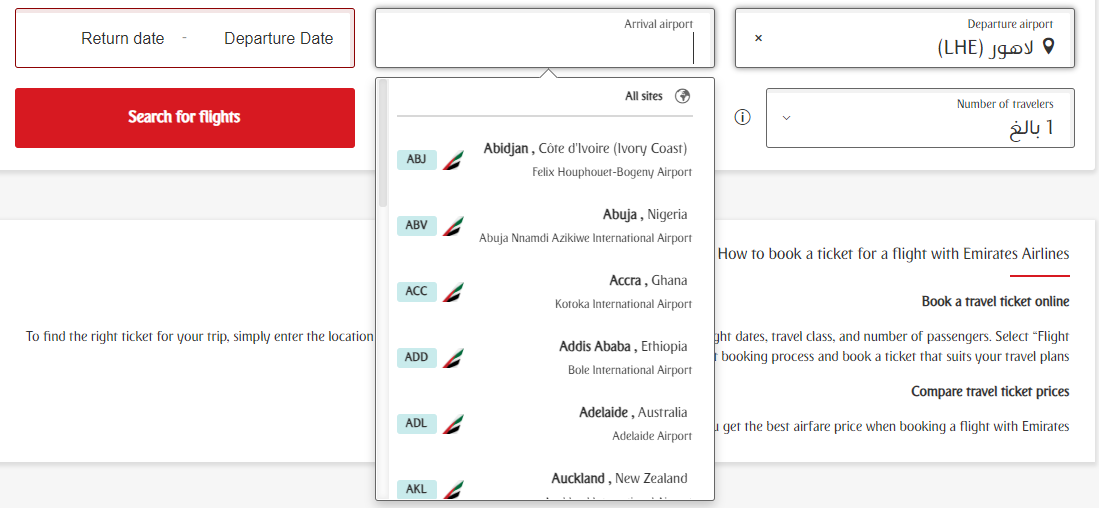 Departure airport
لاهور (LHE)
×
Arrival airport
Departure Date
-
Return date
Number of travelers
1 بالغ
Search for flights
All sites
Abidjan , Côte d'Ivoire (Ivory Coast)
Felix Houphouet-Bogeny Airport
ABJ
Abuja , Nigeria
Abuja Nnamdi Azikiwe International Airport
ABV
Accra , Ghana
Kotoka International Airport
ACC
Addis Ababa , Ethiopia
Bole International Airport
ADD
Adelaide , Australia
Adelaide Airport
ADL
Auckland , New Zealand
AKL
How to book a ticket for a flight with Emirates Airlines
Book a travel ticket online
To find the right ticket for your trip, simply enter the location
dates, travel class, and number of passengers. Select “Flight
booking process and book a ticket that suits your travel plans
Compare travel ticket prices
get the best airfare price when booking a flight with Emirates